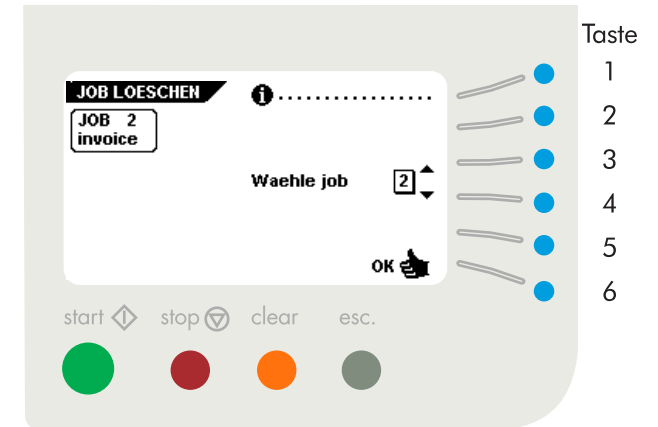 Taste
1
JOB LOESCHEN
i ..................
JOB 2
invoice
2
3
Waehle job 2
4
5
OK
6
start stop clear esc.